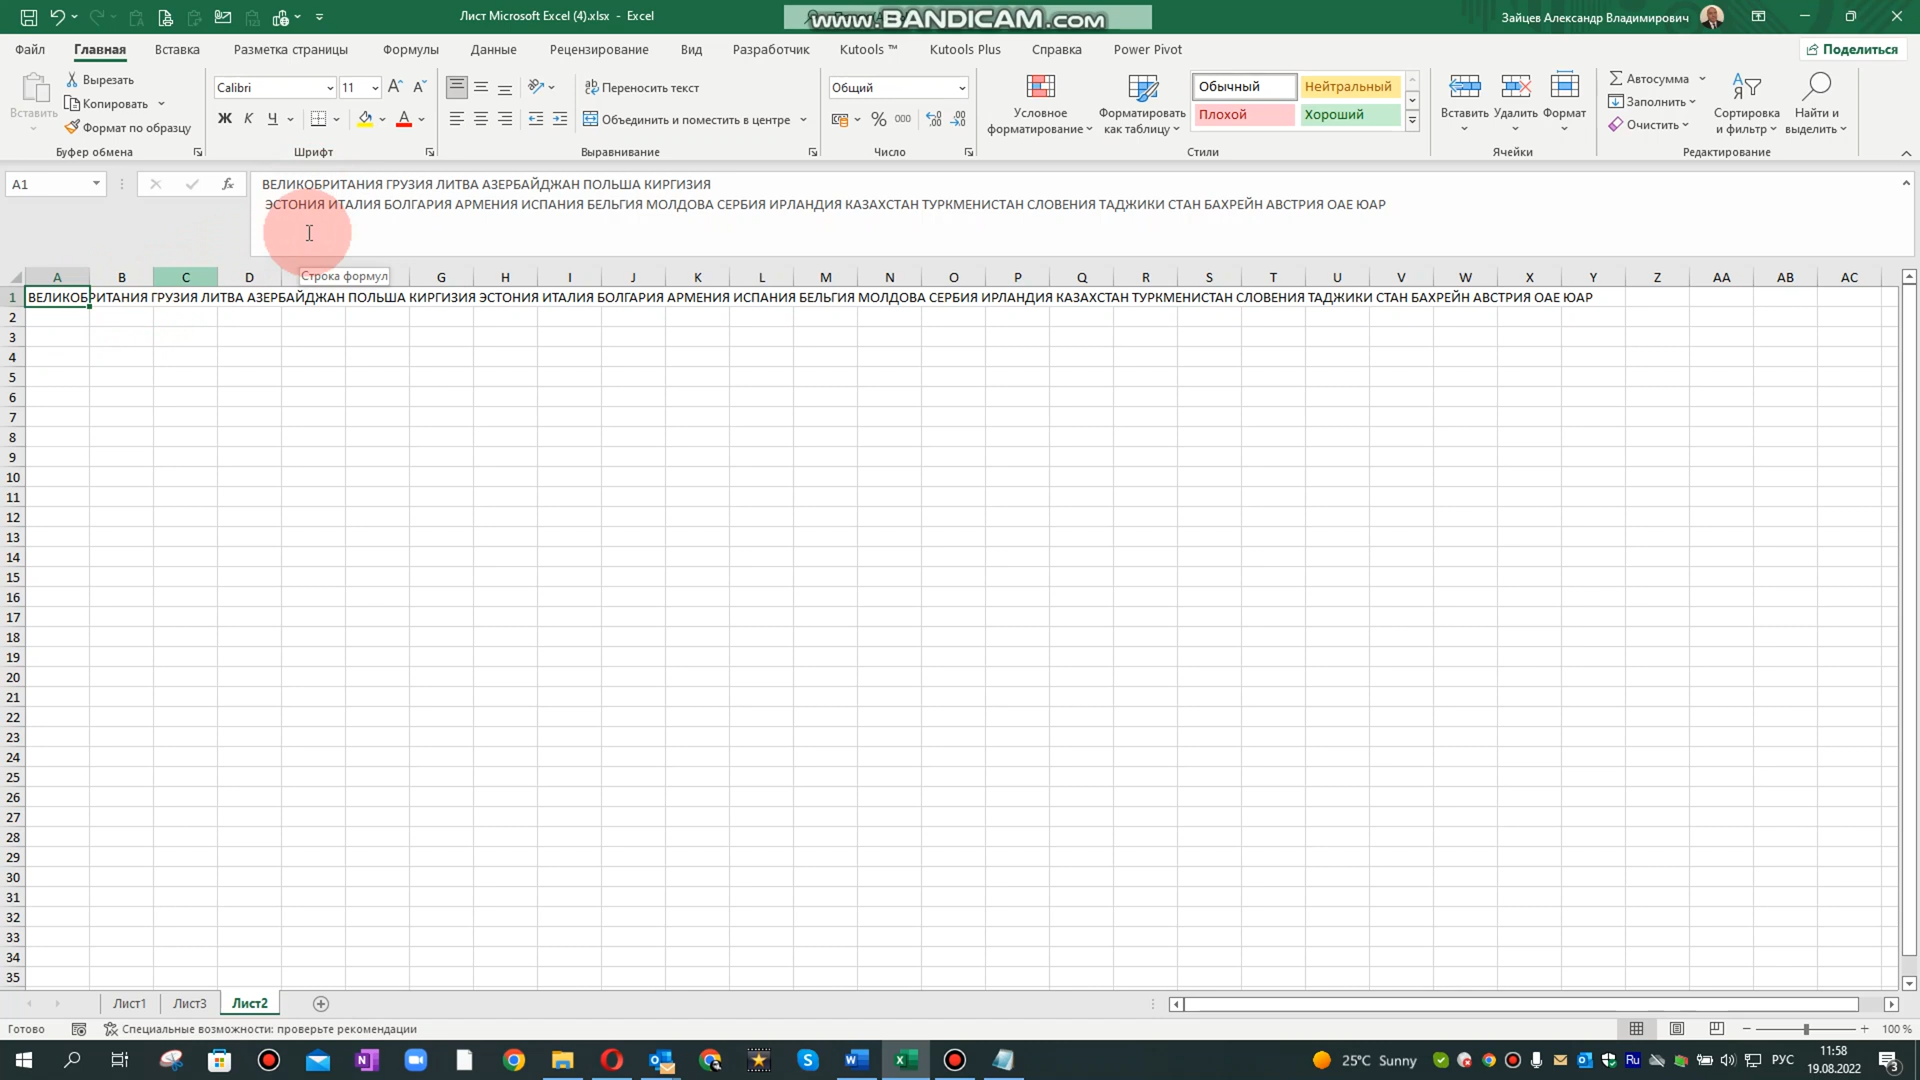 Лист Microsoft Excel (4).xlsx - Excel
www.BANDICAM.com
Зайцев Александр Владимирович
Файл Главная Вставка Разметка страницы Формулы Данные Рецензирование Вид Разработчик Kutools ™ Kutools Plus Справка Power Pivot Поделиться
Вставить
Вырезать
Копировать
Формат по образцу
Буфер обмена
Calibri 11
Ж К Ч
Шрифт
Переносить текст
Объединить и поместить в центре
Выравнивание
Общий
% 000
Число
Условное форматирование
Форматировать как таблицу
Обычный Нейтральный
Плохой Хороший
Стили
Вставить Удалить Формат
Ячейки
Автосумма
Заполнить
Очистить
Сортировка и фильтр
Найти и выделить
Редактирование
A1
fx
ВЕЛИКОБРИТАНИЯ ГРУЗИЯ ЛИТВА АЗЕРБАЙДЖАН ПОЛЬША КИРГИЗИЯ
ЭСТОНИЯ ИТАЛИЯ БОЛГАРИЯ АРМЕНИЯ ИСПАНИЯ БЕЛЬГИЯ МОЛДОВА СЕРБИЯ ИРЛАНДИЯ КАЗАХСТАН ТУРКМЕНИСТАН СЛОВЕНИЯ ТАДЖИКИ СТАН БАХРЕЙН АВСТРИЯ ОАЕ ЮАР
Строка формул
A B C D G H I J K L M N O P Q R S T U V W X Y Z AA AB AC
1 ВЕЛИКОБРИТАНИЯ ГРУЗИЯ ЛИТВА АЗЕРБАЙДЖАН ПОЛЬША КИРГИЗИЯ ЭСТОНИЯ ИТАЛИЯ БОЛГАРИЯ АРМЕНИЯ ИСПАНИЯ БЕЛЬГИЯ МОЛДОВА СЕРБИЯ ИРЛАНДИЯ КАЗАХСТАН ТУРКМЕНИСТАН СЛОВЕНИЯ ТАДЖИКИ СТАН БАХРЕЙН АВСТРИЯ ОАЕ ЮАР
2
3
4
5
6
7
8
9
10
11
12
13
14
15
16
17
18
19
20
21
22
23
24
25
26
27
28
29
30
31
32
33
34
35
Лист1 Лист3 Лист2
Готово Специальные возможности: проверьте рекомендации 100 %
25°C Sunny
Ru
РУС
11:58
19.08.2022
3